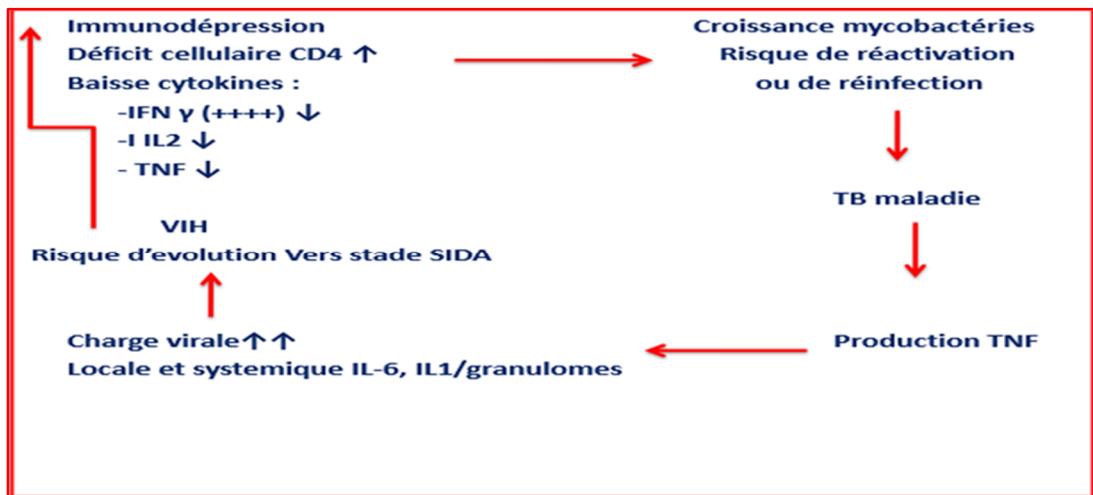 Immunodépression
Déficit cellulaire CD4 ↑
Baisse cytokines :
-IFN γ (++++) ↓
-I IL2 ↓
- TNF ↓
VIH
Risque d’evolution Vers stade SIDA
Charge virale↑↑
Locale et systemique IL-6, IL1/granulomes
Croissance mycobactéries
Risque de réactivation
ou de réinfection
TB maladie
Production TNF